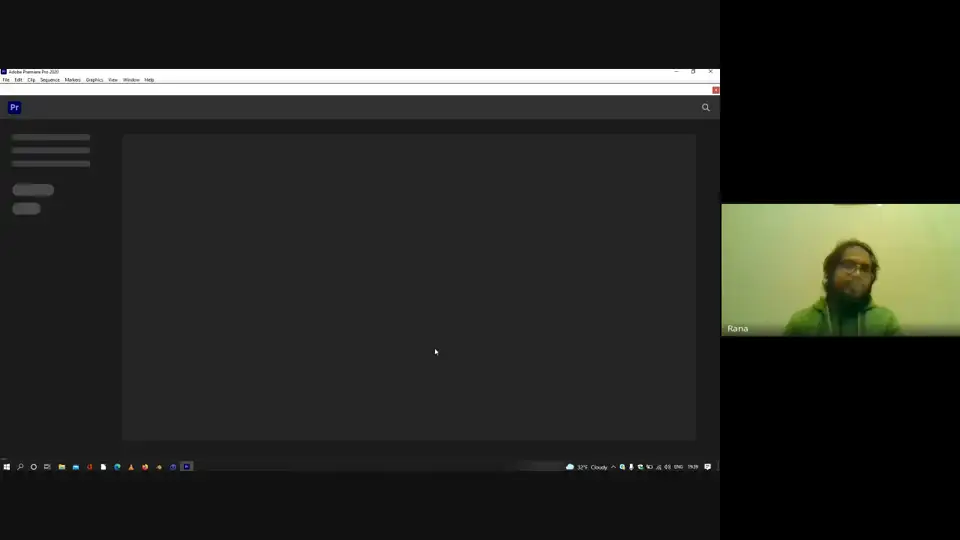 Adobe Premiere Pro 2020
File Edit Clip Sequence Markers Graphics View Window Help
Pr
Rana
32°F Cloudy
ENG